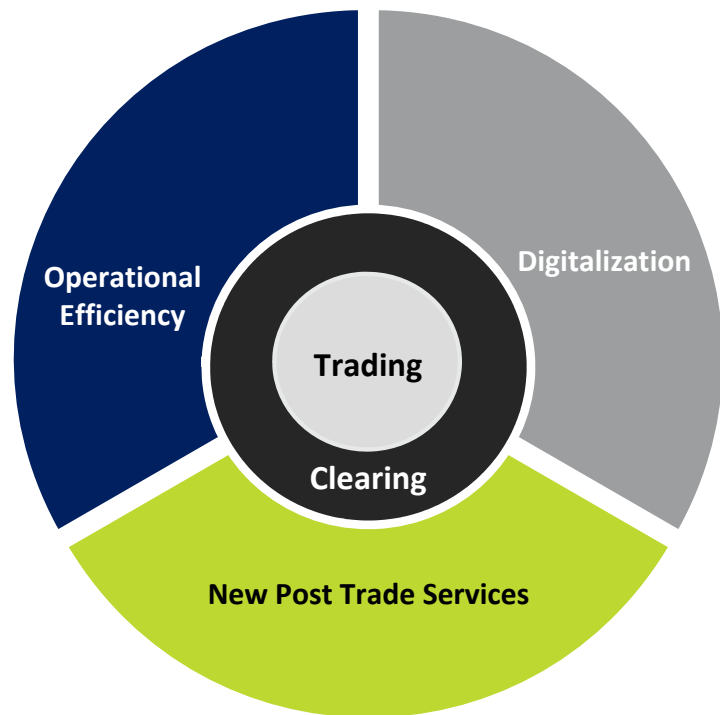 Operational
Efficiency
Digitalization
Trading
Clearing
New Post Trade Services